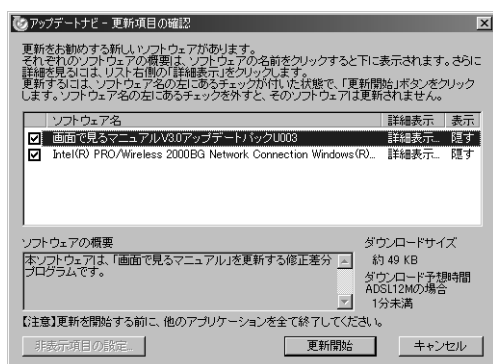 アップデートナビ - 更新項目の確認
更新をお勧めする新しいソフトウェアがあります。
それぞれのソフトウェアの概要は、ソフトウェアの名前をクリックすると下に表示されます。さらに
詳細を見るには、リスト右側の「詳細表示」をクリックします。
更新するには、ソフトウェア名の左にあるチェックが付いた状態で、「更新開始」ボタンをクリック
します。ソフトウェア名の左にあるチェックを外すと、そのソフトウェアは更新されません。
ソフトウェア名 詳細表示 表示
画面で見るマニュアルV3.0アップデートパックU003 詳細表示... 隠す
Intel(R) PRO/Wireless 2000BG Network Connection Windows(R)... 詳細表示... 隠す
ソフトウェアの概要
本ソフトウェアは、「画面で見るマニュアル」を更新する修正差分
プログラムです。
ダウンロードサイズ
約 49 KB
ダウンロード予想時間
ADSL12Mの場合
1分未満
【注意】更新を開始する前に、他のアプリケーションを全て終了してください。
非表示項目の設定...
更新開始
キャンセル